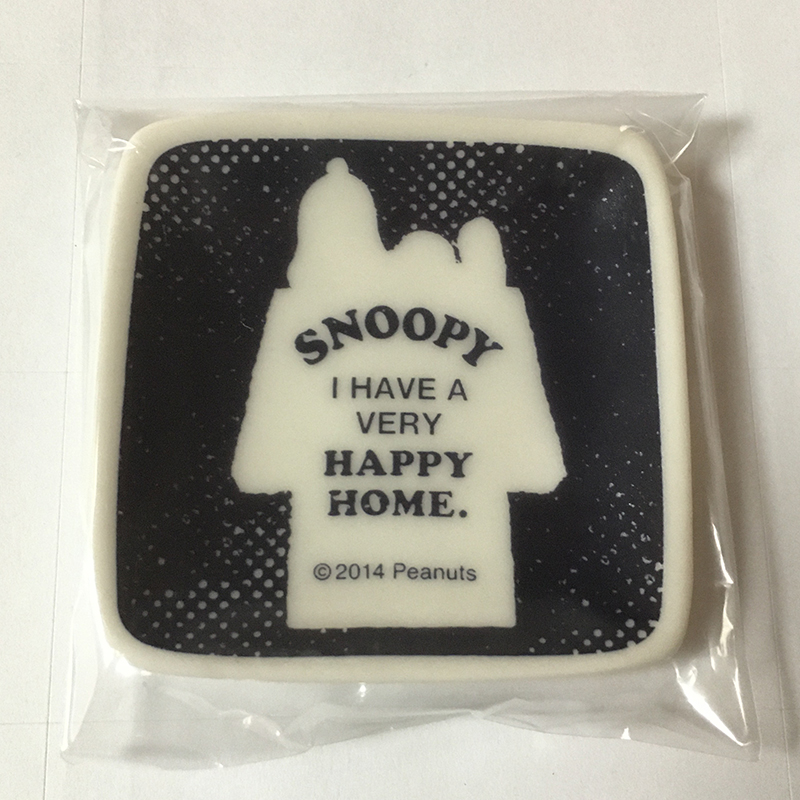 SNOOPY
I HAVE A
VERY
HAPPY
HOME.
©2014 Peanuts